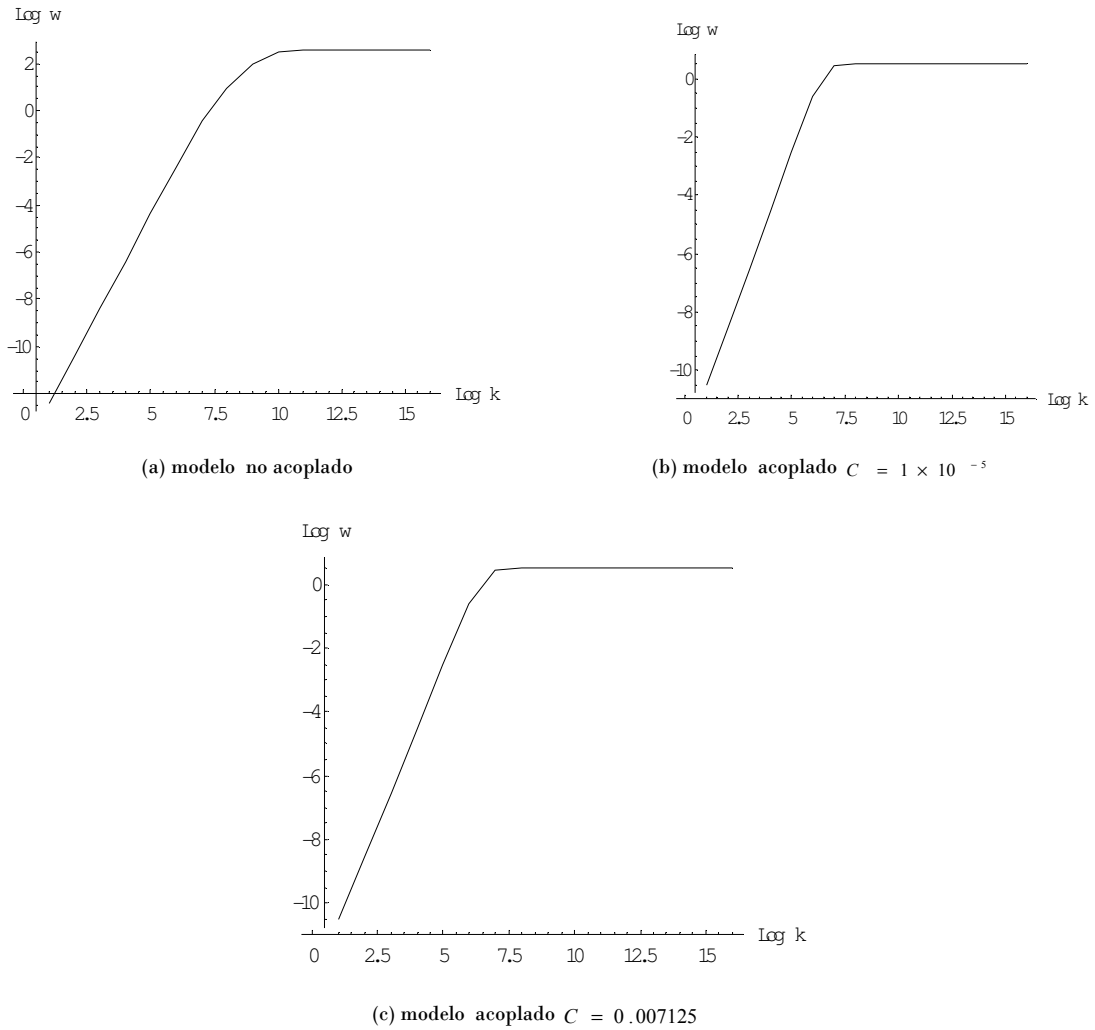 Log w
2
0
−2
−4
−6
−8
−10
0 2.5 5 7.5 10 12.5 15
Log k
(a) modelo no acoplado
Log w
0
−2
−4
−6
−8
−10
0 2.5 5 7.5 10 12.5 15
Log k
(b) modelo acoplado C = 1 × 10 ⁻⁵
Log w
0
−2
−4
−6
−8
−10
0 2.5 5 7.5 10 12.5 15
Log k
(c) modelo acoplado C = 0.007125